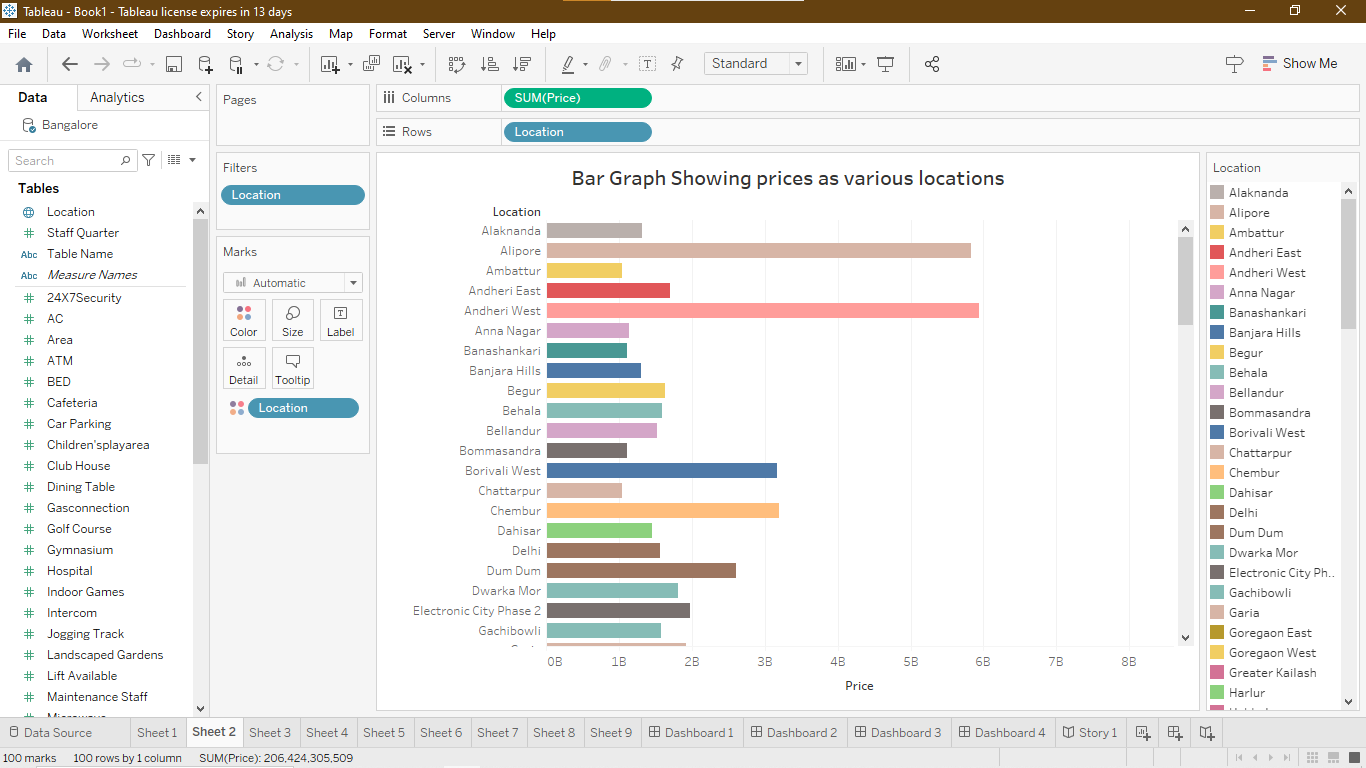 Tableau - Book1 - Tableau license expires in 13 days
File Data Worksheet Dashboard Story Analysis Map Format Server Window Help
Standard
Show Me
Data Analytics
Bangalore
Search
Tables
Location
Staff Quarter
Abc Table Name
Abc Measure Names
24X7Security
AC
Area
ATM
BED
Cafeteria
Car Parking
Children'splayarea
Club House
Dining Table
Gasconnection
Golf Course
Gymnasium
Hospital
Indoor Games
Intercom
Jogging Track
Landscaped Gardens
Lift Available
Maintenance Staff
Pages
Filters
Location
Marks
Automatic
Color Size Label
Detail Tooltip
Location
Columns SUM(Price)
Rows Location
Bar Graph Showing prices as various locations
Location
Alaknanda
Alipore
Ambattur
Andheri East
Andheri West
Anna Nagar
Banashankari
Banjara Hills
Begur
Behala
Bellandur
Bommasandra
Borivali West
Chattarpur
Chembur
Dahisar
Delhi
Dum Dum
Dwarka Mor
Electronic City Phase 2
Gachibowli
0B 1B 2B 3B 4B 5B 6B 7B 8B
Price
Location
Alaknanda
Alipore
Ambattur
Andheri East
Andheri West
Anna Nagar
Banashankari
Banjara Hills
Begur
Behala
Bellandur
Bommasandra
Borivali West
Chattarpur
Chembur
Dahisar
Delhi
Dum Dum
Dwarka Mor
Electronic City Ph..
Gachibowli
Garia
Goregaon East
Goregaon West
Greater Kailash
Harlur
Data Source Sheet 1 Sheet 2 Sheet 3 Sheet 4 Sheet 5 Sheet 6 Sheet 7 Sheet 8 Sheet 9 Dashboard 1 Dashboard 2 Dashboard 3 Dashboard 4 Story 1
100 marks 100 rows by 1 column SUM(Price): 206,424,305,509